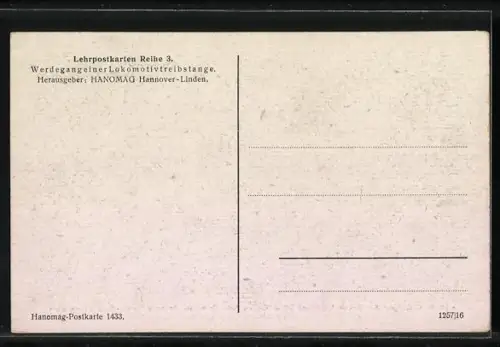 Lehrpostkarten Reihe 3.
Werdegang einer Lokomotivtreibstange.
Herausgeber: HANOMAG Hannover-Linden.
Hanomag-Postkarte 1433.
1257|16